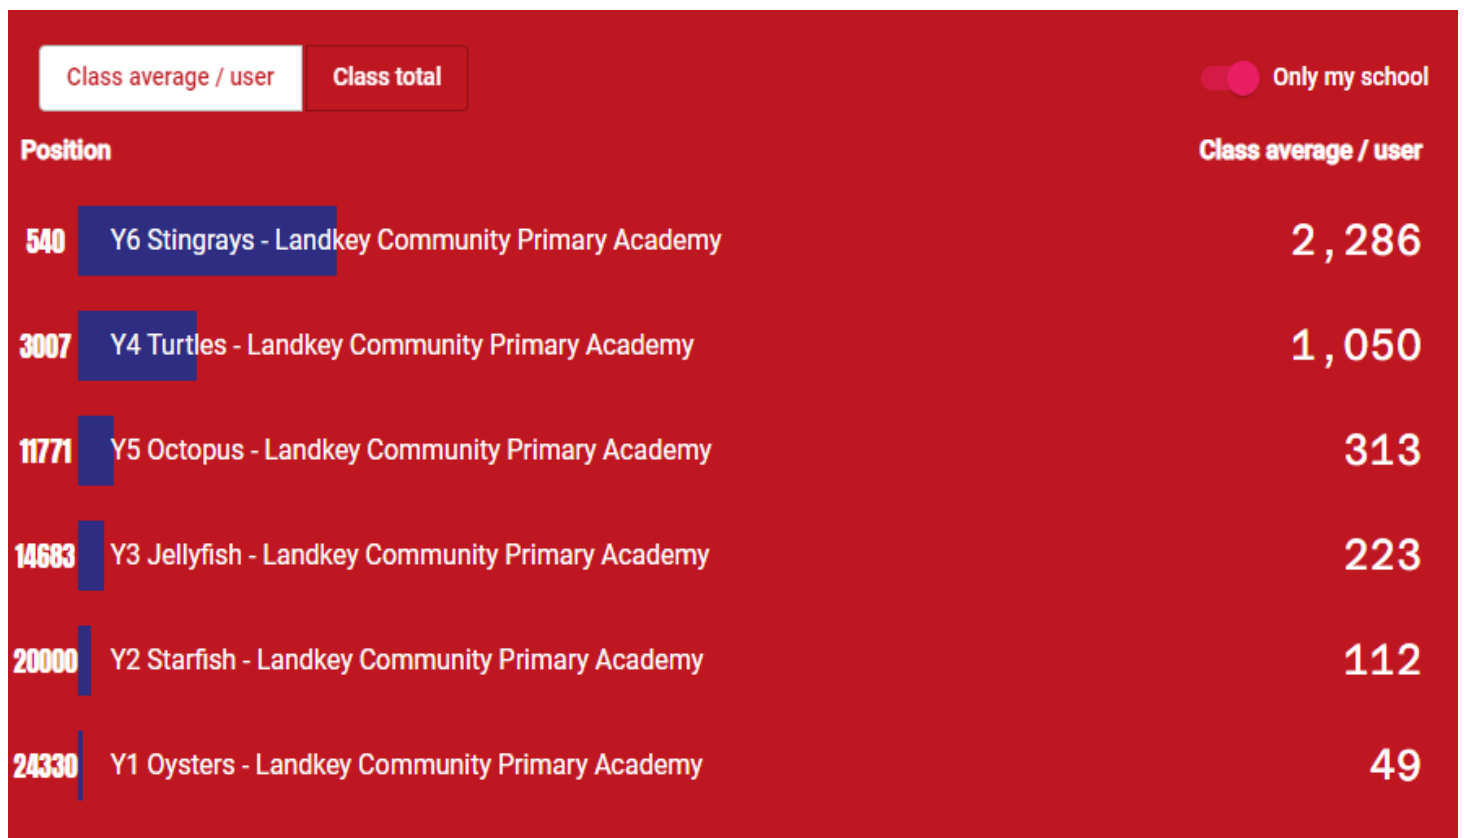 Class average / user Class total Only my school
Position Class average / user
540 Y6 Stingrays - Landkey Community Primary Academy 2,286
3007 Y4 Turtles - Landkey Community Primary Academy 1,050
11771 Y5 Octopus - Landkey Community Primary Academy 313
14683 Y3 Jellyfish - Landkey Community Primary Academy 223
20000 Y2 Starfish - Landkey Community Primary Academy 112
24330 Y1 Oysters - Landkey Community Primary Academy 49